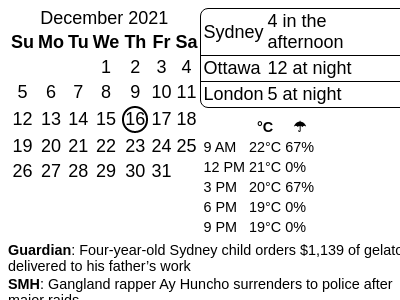 December 2021
Su Mo Tu We Th Fr Sa
1 2 3 4
5 6 7 8 9 10 11
12 13 14 15 16 17 18
19 20 21 22 23 24 25
26 27 28 29 30 31
Sydney 4 in the
afternoon
Ottawa 12 at night
London 5 at night
°C ☂
9 AM 22°C 67%
12 PM 21°C 0%
3 PM 20°C 67%
6 PM 19°C 0%
9 PM 19°C 0%
Guardian: Four-year-old Sydney child orders $1,139 of gelato
delivered to his father’s work
SMH: Gangland rapper Ay Huncho surrenders to police after
major raids